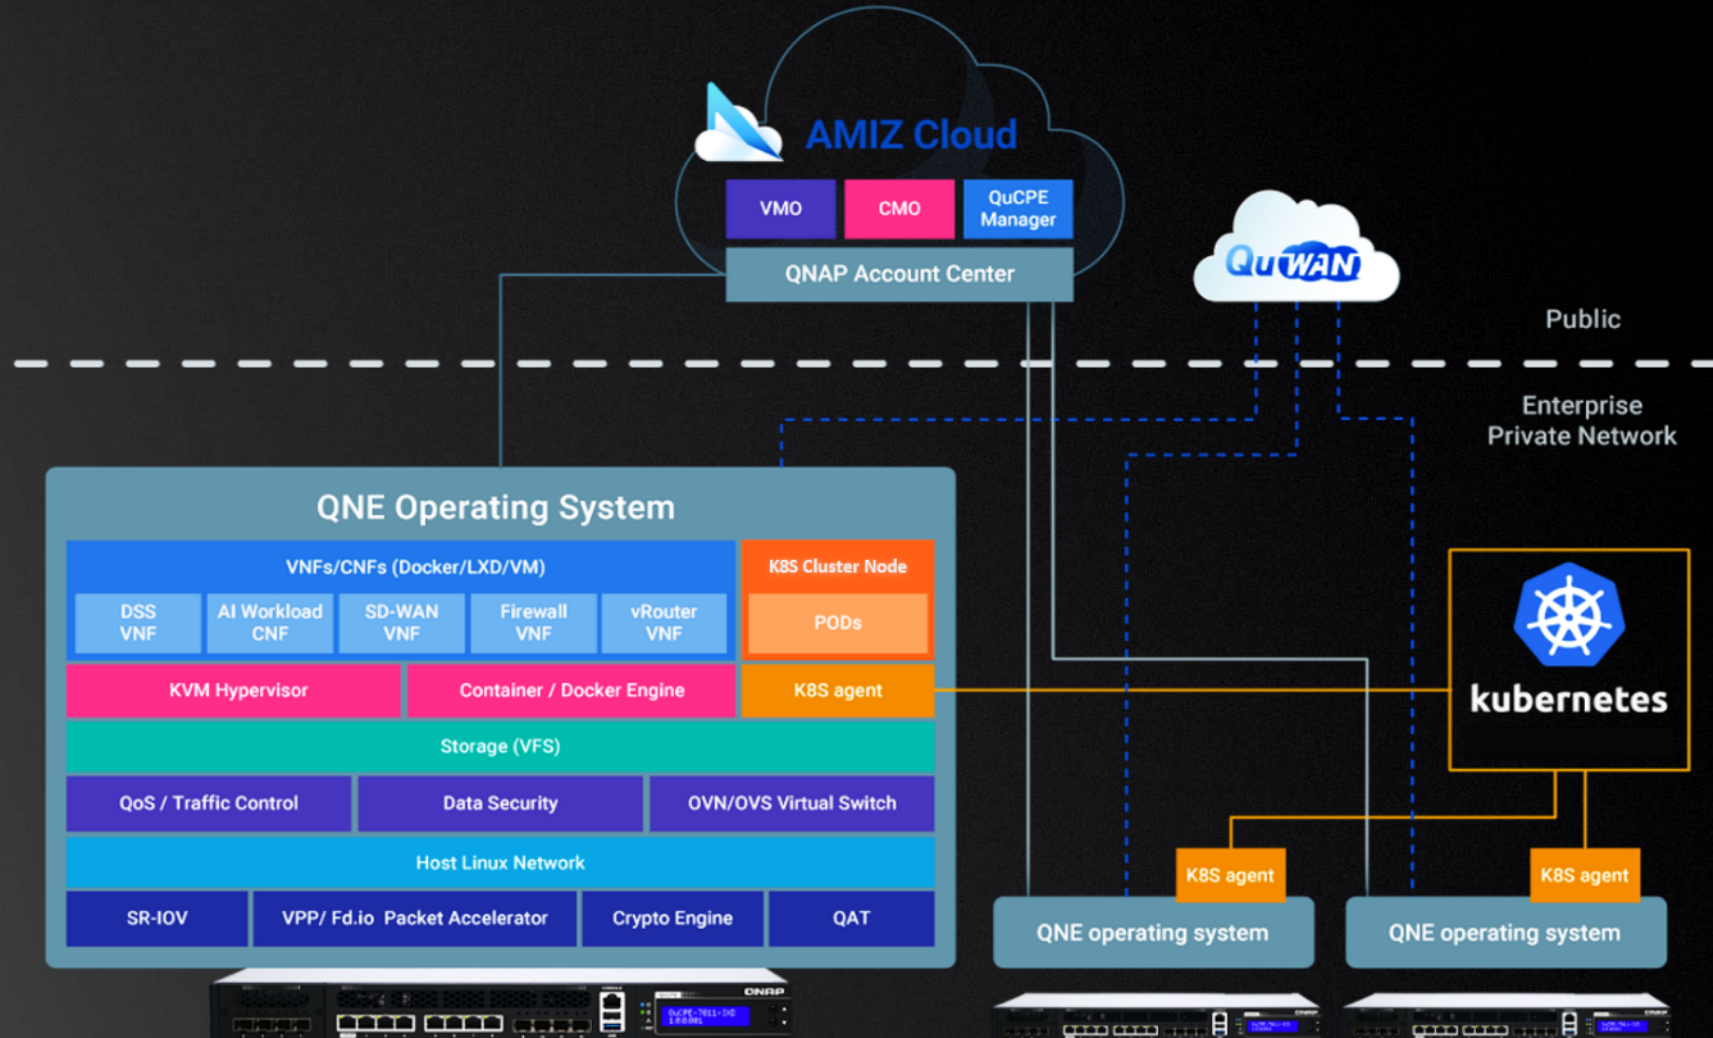 AMIZ Cloud
VMO
CMO
QuCPE
Manager
QNAP Account Center
QuWAN
Public
Enterprise
Private Network
QNE Operating System
VNFs/CNFs (Docker/LXD/VM)
DSS
VNF
AI Workload
CNF
SD-WAN
VNF
Firewall
VNF
vRouter
VNF
K8S Cluster Node
PODs
KVM Hypervisor
Container / Docker Engine
K8S agent
kubernetes
Storage (VFS)
QoS / Traffic Control
Data Security
OVN/OVS Virtual Switch
Host Linux Network
SR-IOV
VPP/ Fd.io Packet Accelerator
Crypto Engine
QAT
K8S agent
K8S agent
QNE operating system
QNE operating system
QNAP